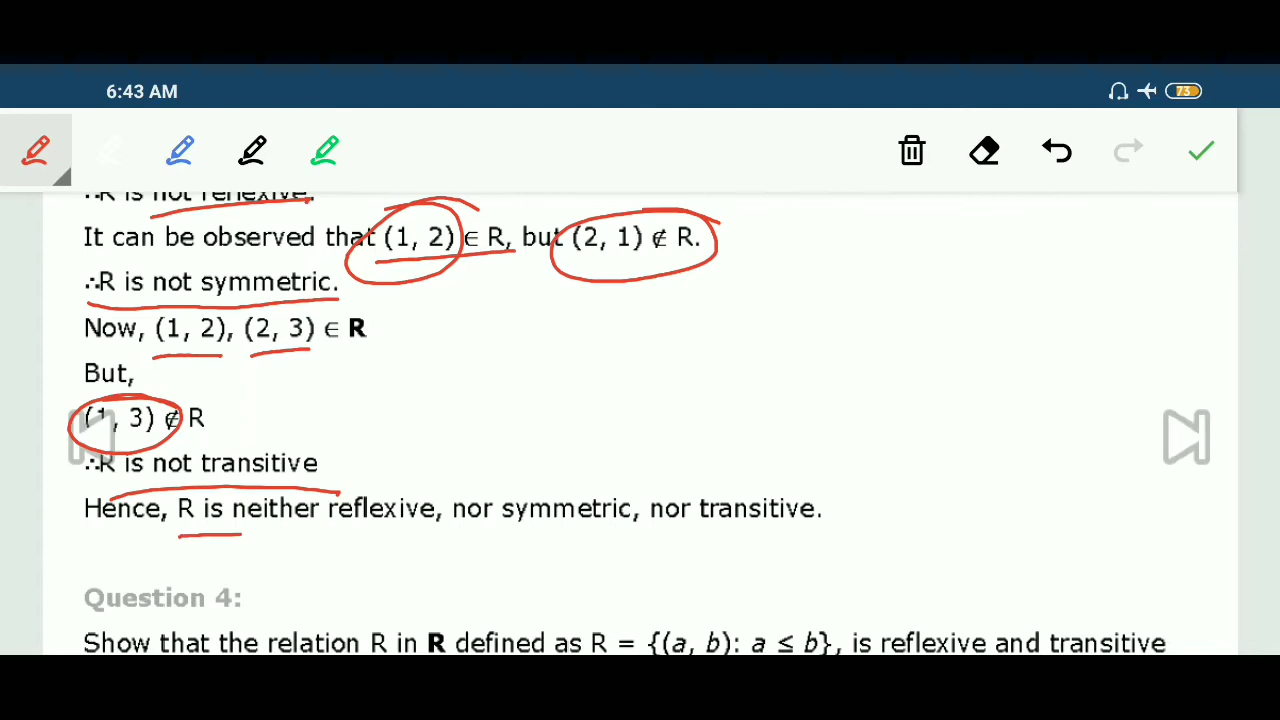 6:43 AM
73
∴R is not reflexive.
It can be observed that (1, 2) ∈ R, but (2, 1) ∉ R.
∴R is not symmetric.
Now, (1, 2), (2, 3) ∈ R
But,
(1, 3) ∉ R
∴R is not transitive
Hence, R is neither reflexive, nor symmetric, nor transitive.
Question 4:
Show that the relation R in R defined as R = {(a, b): a ≤ b}, is reflexive and transitive